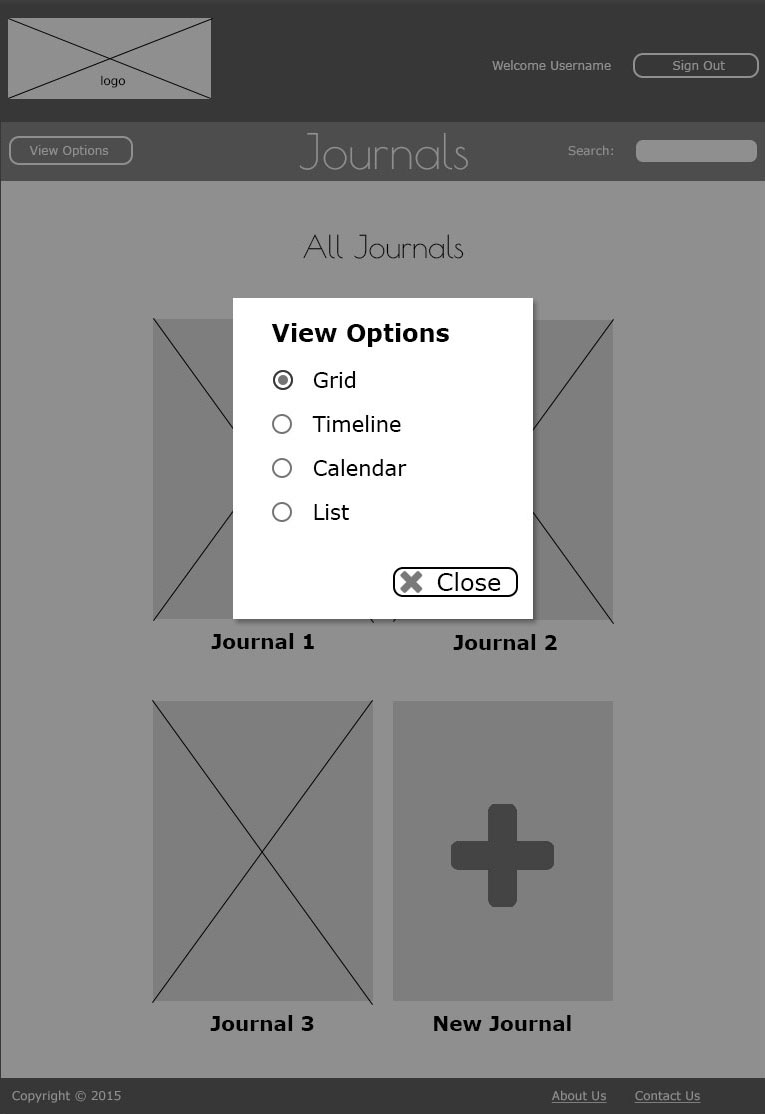 logo
Welcome Username
Sign Out
View Options
Journals
Search:
All Journals
View Options
Grid
Timeline
Calendar
List
Close
Journal 1
Journal 2
Journal 3
New Journal
Copyright © 2015
About Us
Contact Us